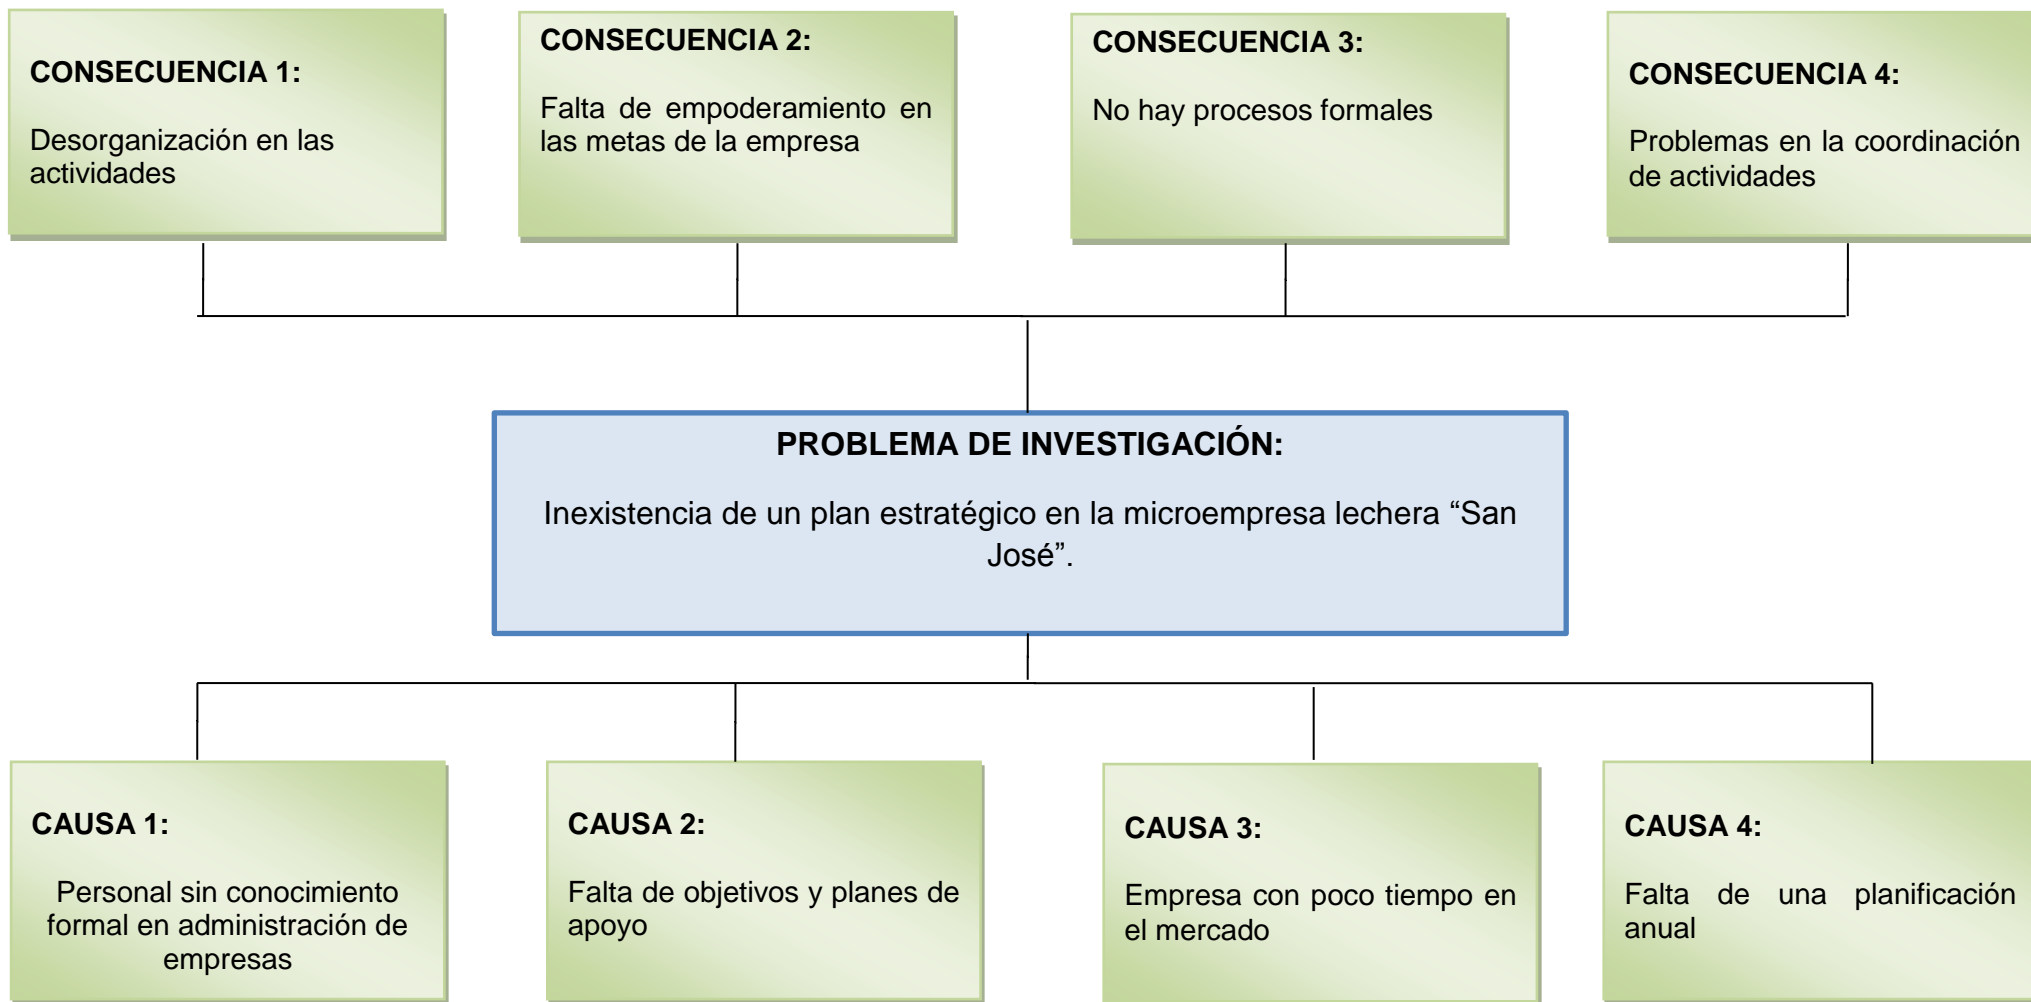 CONSECUENCIA 1:
Desorganización en las
actividades
CONSECUENCIA 2:
Falta de empoderamiento en
las metas de la empresa
CONSECUENCIA 3:
No hay procesos formales
CONSECUENCIA 4:
Problemas en la coordinación
de actividades
PROBLEMA DE INVESTIGACIÓN:
Inexistencia de un plan estratégico en la microempresa lechera “San
José”.
CAUSA 1:
Personal sin conocimiento
formal en administración de
empresas
CAUSA 2:
Falta de objetivos y planes de
apoyo
CAUSA 3:
Empresa con poco tiempo en
el mercado
CAUSA 4:
Falta de una planificación
anual